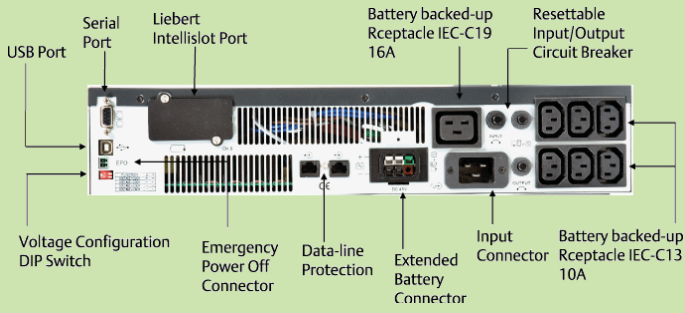 USB Port
Serial
Port
Liebert
Intellislot Port
Battery backed-up
Rceptacle IEC-C19
16A
Resettable
Input/Output
Circuit Breaker
EPO
INPUT
OUTPUT
Voltage Configuration
DIP Switch
Emergency
Power Off
Connector
Data-line
Protection
Extended
Battery
Connector
Input
Connector
Battery backed-up
Rceptacle IEC-C13
10A